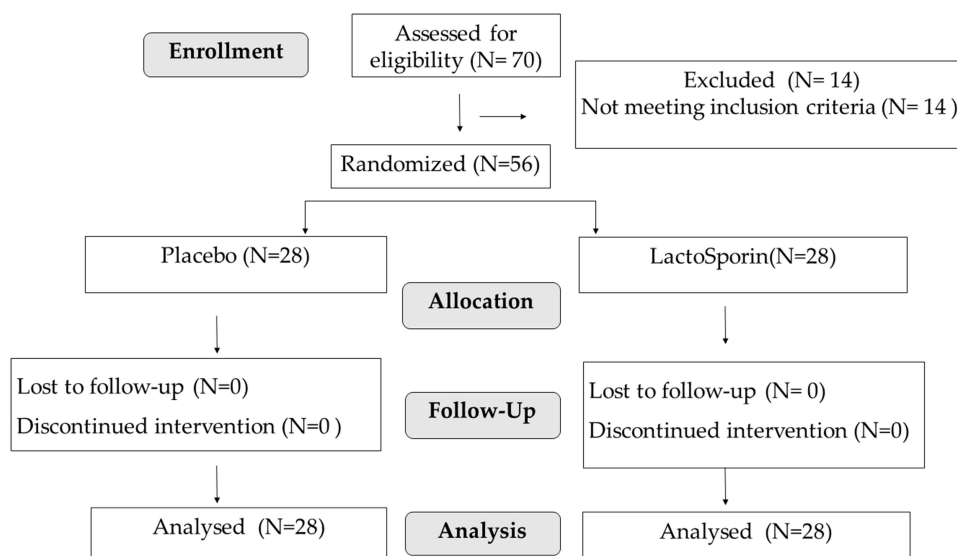 Enrollment
Assessed for
eligibility (N= 70)
Excluded (N= 14)
Not meeting inclusion criteria (N= 14 )
Randomized (N=56)
Placebo (N=28)
LactoSporin(N=28)
Allocation
Lost to follow-up (N=0)
Discontinued intervention (N=0 )
Follow-Up
Lost to follow-up (N= 0)
Discontinued intervention (N=0)
Analysed (N=28)
Analysis
Analysed (N=28)